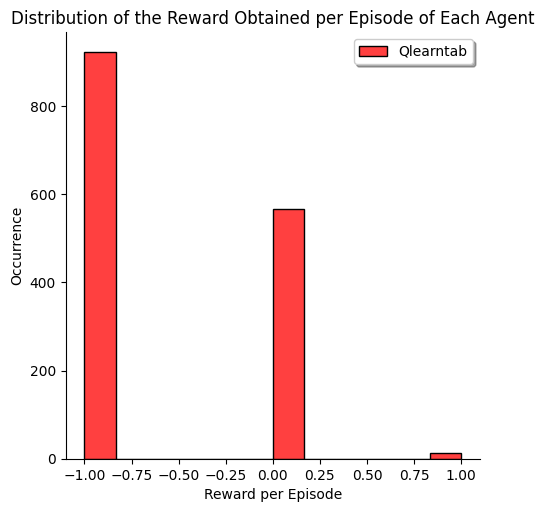 Distribution of the Reward Obtained per Episode of Each Agent
Qlearntab
800
600
400
200
0
Occurrence
−1.00 −0.75 −0.50 −0.25 0.00 0.25 0.50 0.75 1.00
Reward per Episode